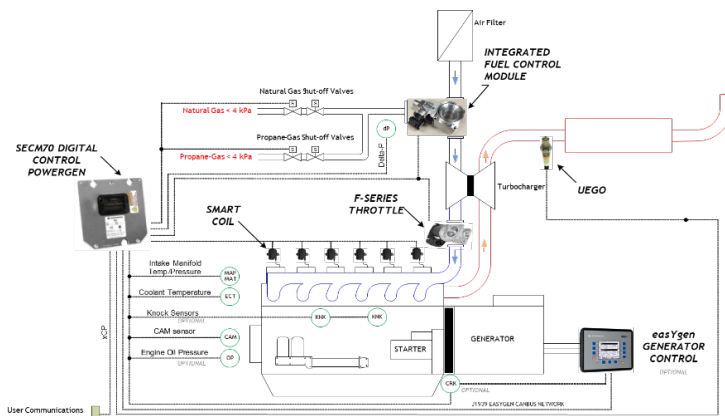 Air Filter
INTEGRATED
FUEL CONTROL
MODULE
Natural Gas Shut-off Valves
Natural Gas < 4 kPa
dP
Propane-Gas Shut-off Valves
Propane-Gas < 4 kPa
Delta-P
SECM70 DIGITAL
CONTROL
POWERGEN
Turbocharger
UEGO
F-SERIES
THROTTLE
SMART
COIL
Intake Manifold
Temp/Pressure
MAP
MAT
Coolant Temperature
ECT
Knock Sensors
OPTIONAL
KNK
KNK
CAM sensor
CAM
Engine Oil Pressure
OPTIONAL
OP
xCP
STARTER
GENERATOR
easYgen
GENERATOR
CONTROL
OPTIONAL
CRK
OPTIONAL
J1939 EASYGEN CANBUS NETWORK
User Communications